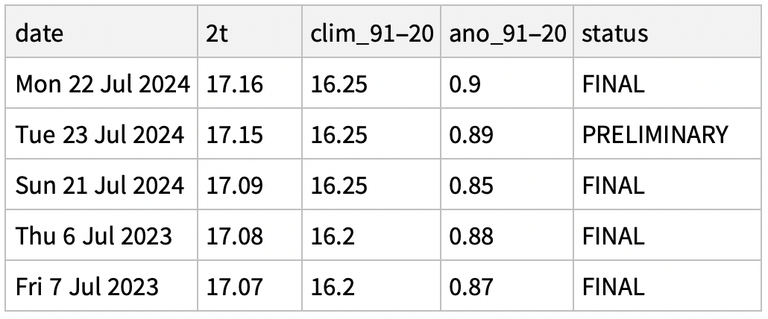 date 2t clim_91–20 ano_91–20 status
Mon 22 Jul 2024 17.16 16.25 0.9 FINAL
Tue 23 Jul 2024 17.15 16.25 0.89 PRELIMINARY
Sun 21 Jul 2024 17.09 16.25 0.85 FINAL
Thu 6 Jul 2023 17.08 16.2 0.88 FINAL
Fri 7 Jul 2023 17.07 16.2 0.87 FINAL